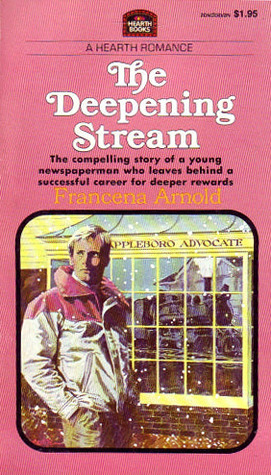 HEARTH
BOOKS
$1.95
A HEARTH ROMANCE
The
Deepening
Stream
The compelling story of a young
newspaperman who leaves behind a
successful career for deeper rewards
Francena Arnold
APPLEBORO ADVOCATE